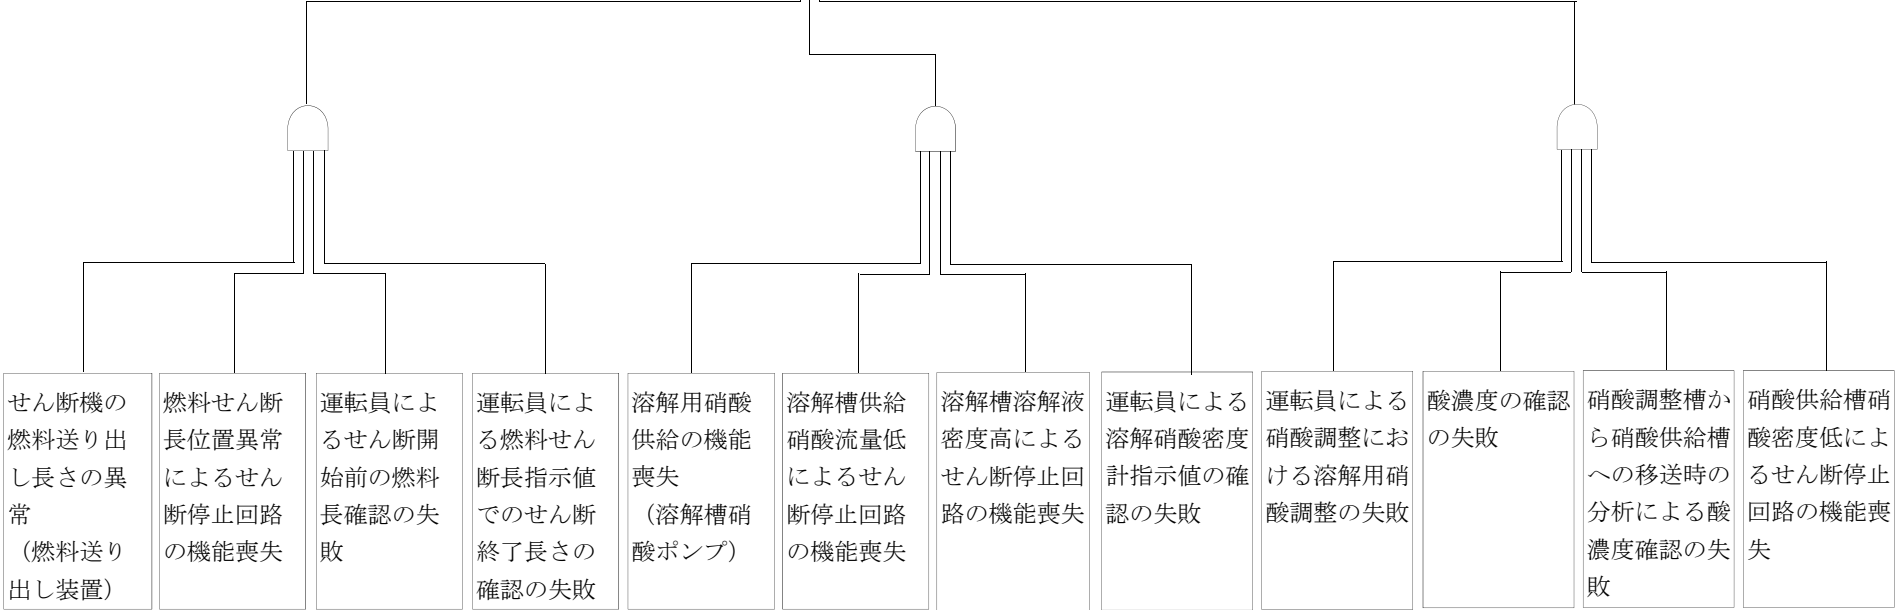 せん断機の
燃料送り出
し長さの異
常
（燃料送り
出し装置）
燃料せん断
長位置異常
によるせん
断停止回路
の機能喪失
運転員によ
るせん断開
始前の燃料
長確認の失
敗
運転員によ
る燃料せん
断長指示値
でのせん断
終了長さの
確認の失敗
溶解用硝酸
供給の機能
喪失
（溶解槽硝
酸ポンプ）
溶解槽供給
硝酸流量低
によるせん
断停止回路
の機能喪失
溶解槽溶解液
密度高による
せん断停止回
路の機能喪失
運転員による
溶解硝酸密度
計指示値の確
認の失敗
運転員による
硝酸調整にお
ける溶解用硝
酸調整の失敗
酸濃度の確認
の失敗
硝酸調整槽か
ら硝酸供給槽
への移送時の
分析による酸
濃度確認の失
敗
硝酸供給槽硝
酸密度低によ
るせん断停止
回路の機能喪
失